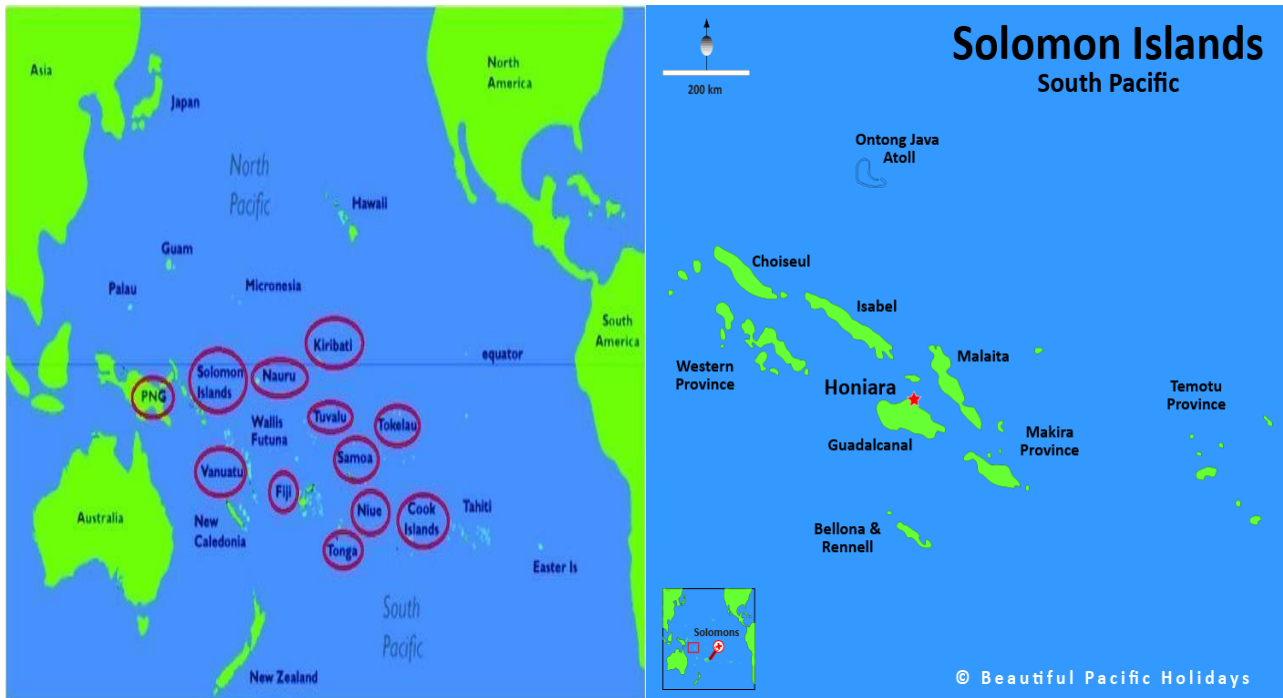 Asia
Japan
North
America
North
Pacific
Hawaii
Guam
Palau
Micronesia
Kiribati
equator
South
America
Solomon
Islands
Nauru
PNG
Wallis
Futuna
Tuvalu
Tokelau
Samoa
Vanuatu
Fiji
Niue
Cook
Islands
Tahiti
Australia
New
Caledonia
Tonga
Easter Is
South
Pacific
New Zealand
Solomon Islands
South Pacific
200 km
Ontong Java
Atoll
Choiseul
Isabel
Malaita
Western
Province
Honiara
Temotu
Province
Guadalcanal
Makira
Province
Bellona &
Rennell
Solomons
© Beautiful Pacific Holidays